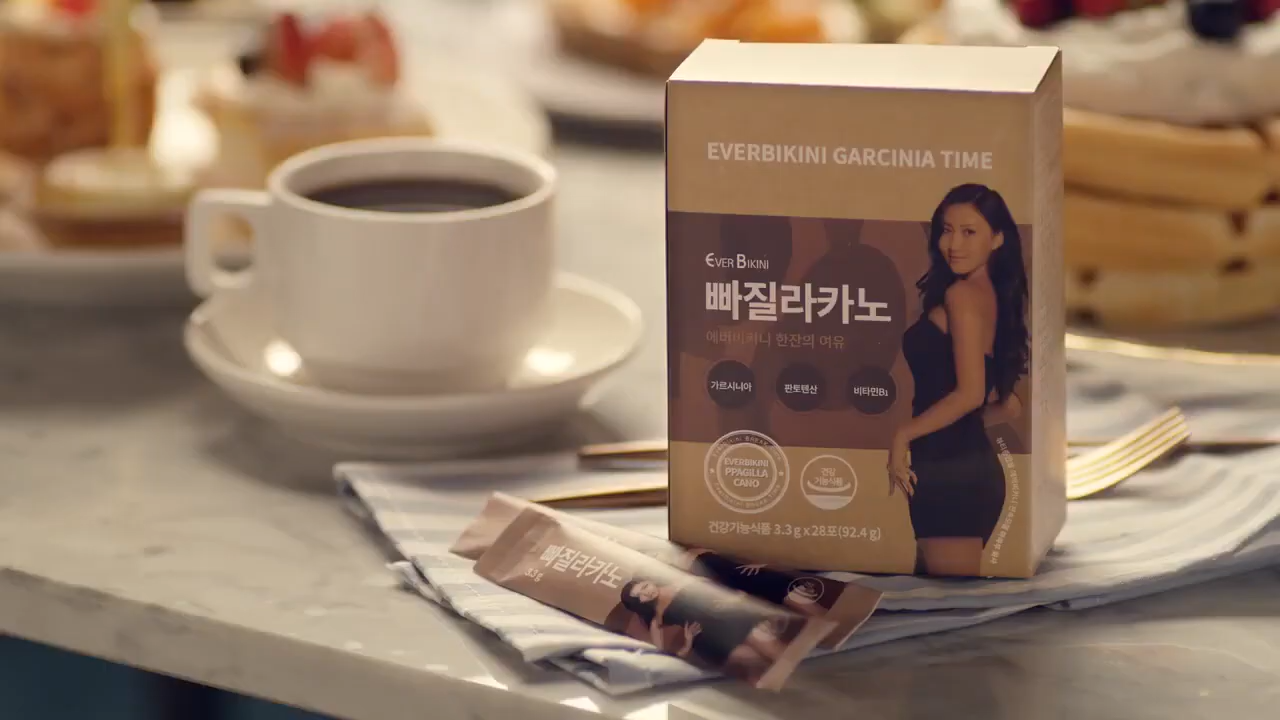 EVERBIKINI GARCINIA TIME
EVER BIKINI
빠질라카노
에버비키니 한잔의 여유
가르시니아
판토텐산
비타민B1
EVERBIKINI
PPAGILLA
CANO
건강
기능식품
건강기능식품 3.3 g x 28포(92.4 g)
빠질라카노
3.3 g